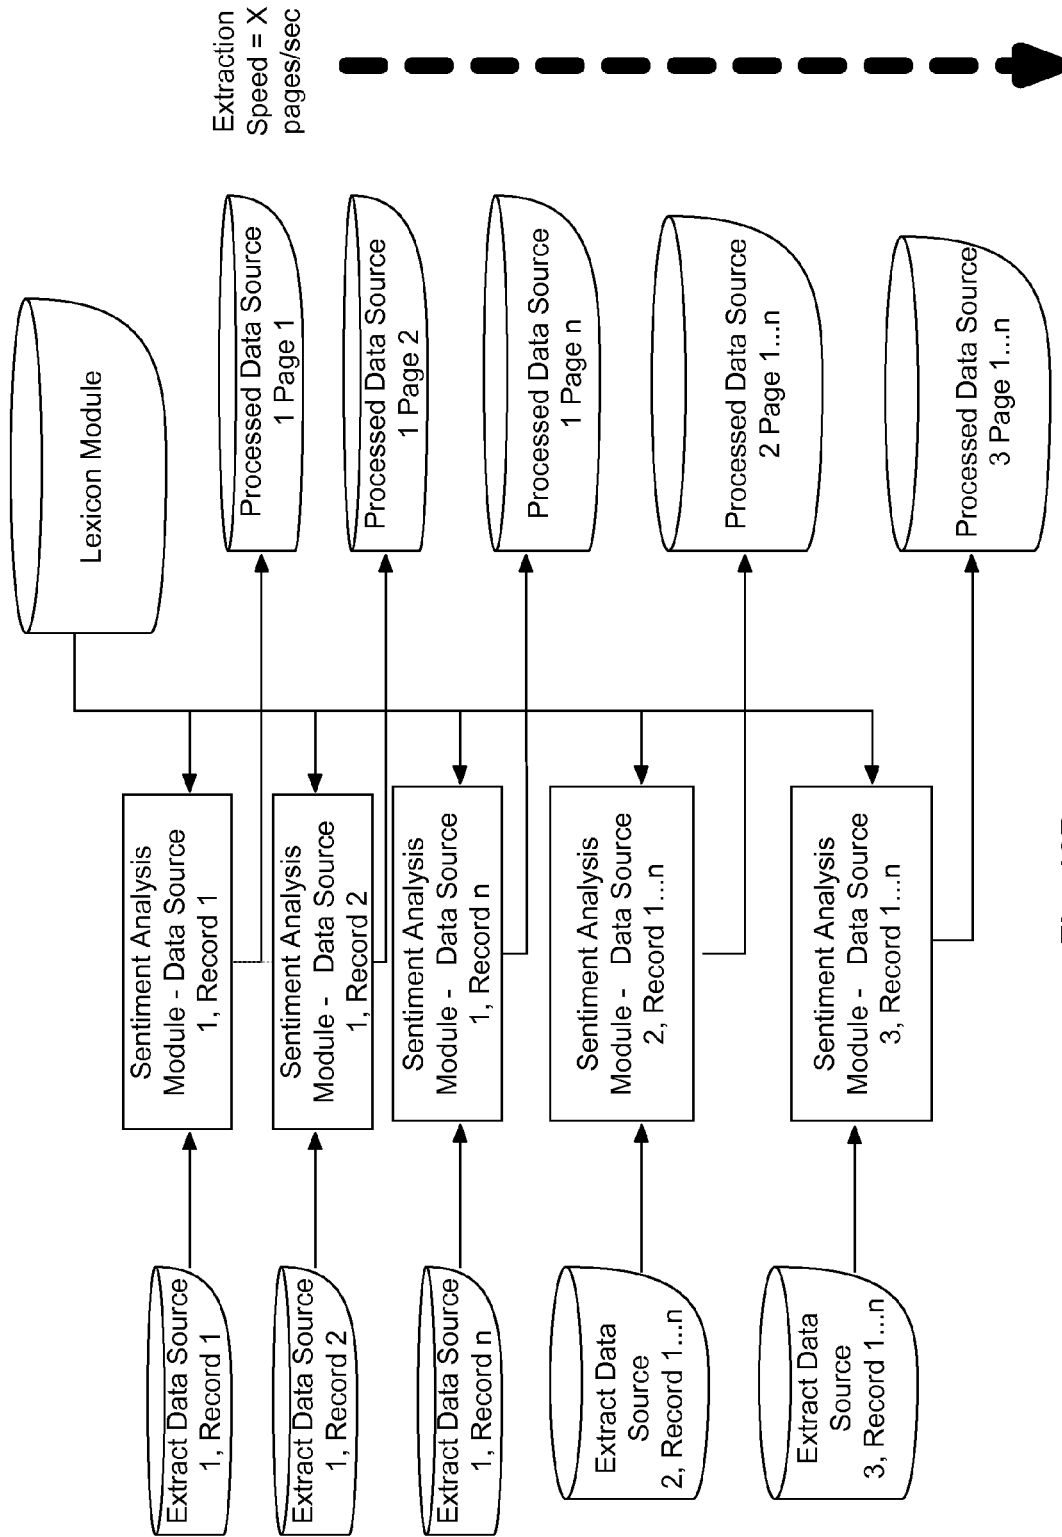 Extract Data Source
1, Record 1
Extract Data Source
1, Record 2
Extract Data Source
1, Record n
Extract Data
Source
2, Record 1...n
Extract Data
Source
3, Record 1...n
Sentiment Analysis
Module - Data Source
1, Record 1
Sentiment Analysis
Module - Data Source
1, Record 2
Sentiment Analysis
Module - Data Source
1, Record n
Sentiment Analysis
Module - Data Source
2, Record 1...n
Sentiment Analysis
Module - Data Source
3, Record 1...n
Lexicon Module
Processed Data Source
1 Page 1
Processed Data Source
1 Page 2
Processed Data Source
1 Page n
Processed Data Source
2 Page 1...n
Processed Data Source
3 Page 1...n
Extraction
Speed = X
pages/sec